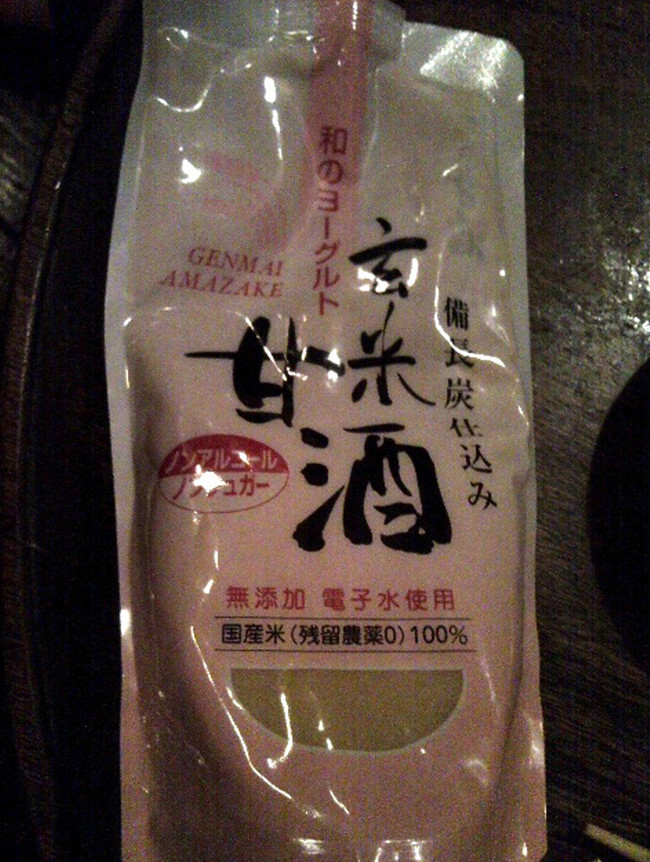 和のヨーグルト
GENMAI
AMAZAKE
備長炭仕込み
玄米
甘酒
ノンアルコール
ノンシュガー
無添加 電子水使用
国産米(残留農薬0)100%